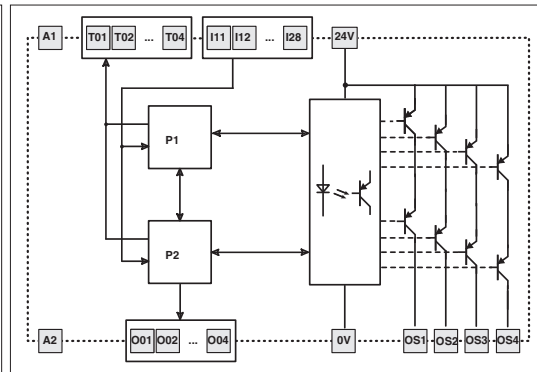 A1 T01 T02 ... T04 I11 I12 ... I28 24V
P1
P2
A2 O01 O02 ... O04 0V OS1 OS2 OS3 OS4